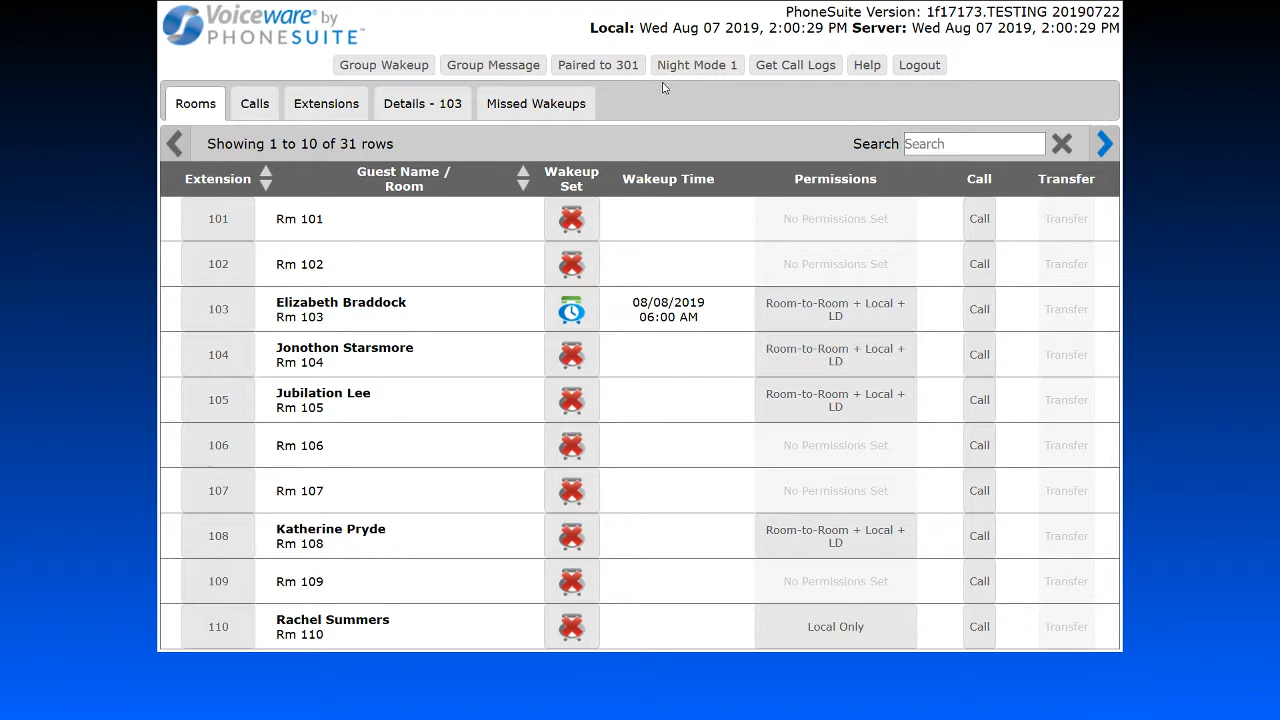 Voiceware® by
PHONESUITE™
PhoneSuite Version: 1f17173.TESTING 20190722
Local: Wed Aug 07 2019, 2:00:29 PM Server: Wed Aug 07 2019, 2:00:29 PM
Group Wakeup Group Message Paired to 301 Night Mode 1 Get Call Logs Help Logout
Rooms Calls Extensions Details - 103 Missed Wakeups
Showing 1 to 10 of 31 rows Search Search
Extension Guest Name / Room Wakeup Set Wakeup Time Permissions Call Transfer
101 Rm 101 No Permissions Set Call Transfer
102 Rm 102 No Permissions Set Call Transfer
103 Elizabeth Braddock 08/08/2019 Room-to-Room + Local + Call Transfer
Rm 103 06:00 AM LD
104 Jonothon Starsmore Room-to-Room + Local + Call Transfer
Rm 104 LD
105 Jubilation Lee Room-to-Room + Local + Call Transfer
Rm 105 LD
106 Rm 106 No Permissions Set Call Transfer
107 Rm 107 No Permissions Set Call Transfer
108 Katherine Pryde Room-to-Room + Local + Call Transfer
Rm 108 LD
109 Rm 109 No Permissions Set Call Transfer
110 Rachel Summers Local Only Call Transfer
Rm 110